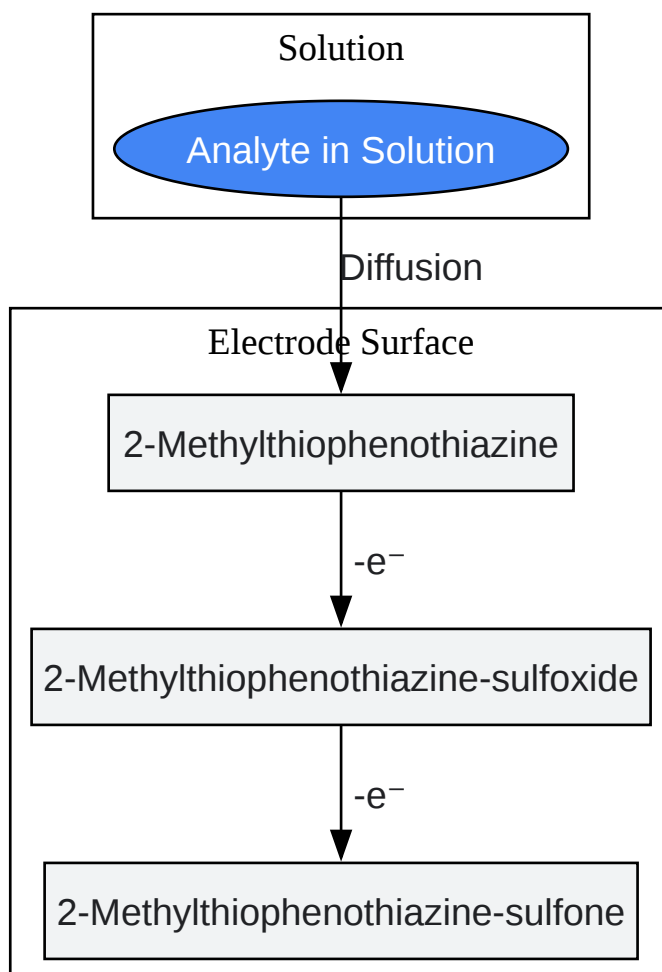 Solution
Analyte in Solution
Diffusion
Electrode Surface
2-Methylthiophenothiazine
-e⁻
2-Methylthiophenothiazine-sulfoxide
-e⁻
2-Methylthiophenothiazine-sulfone